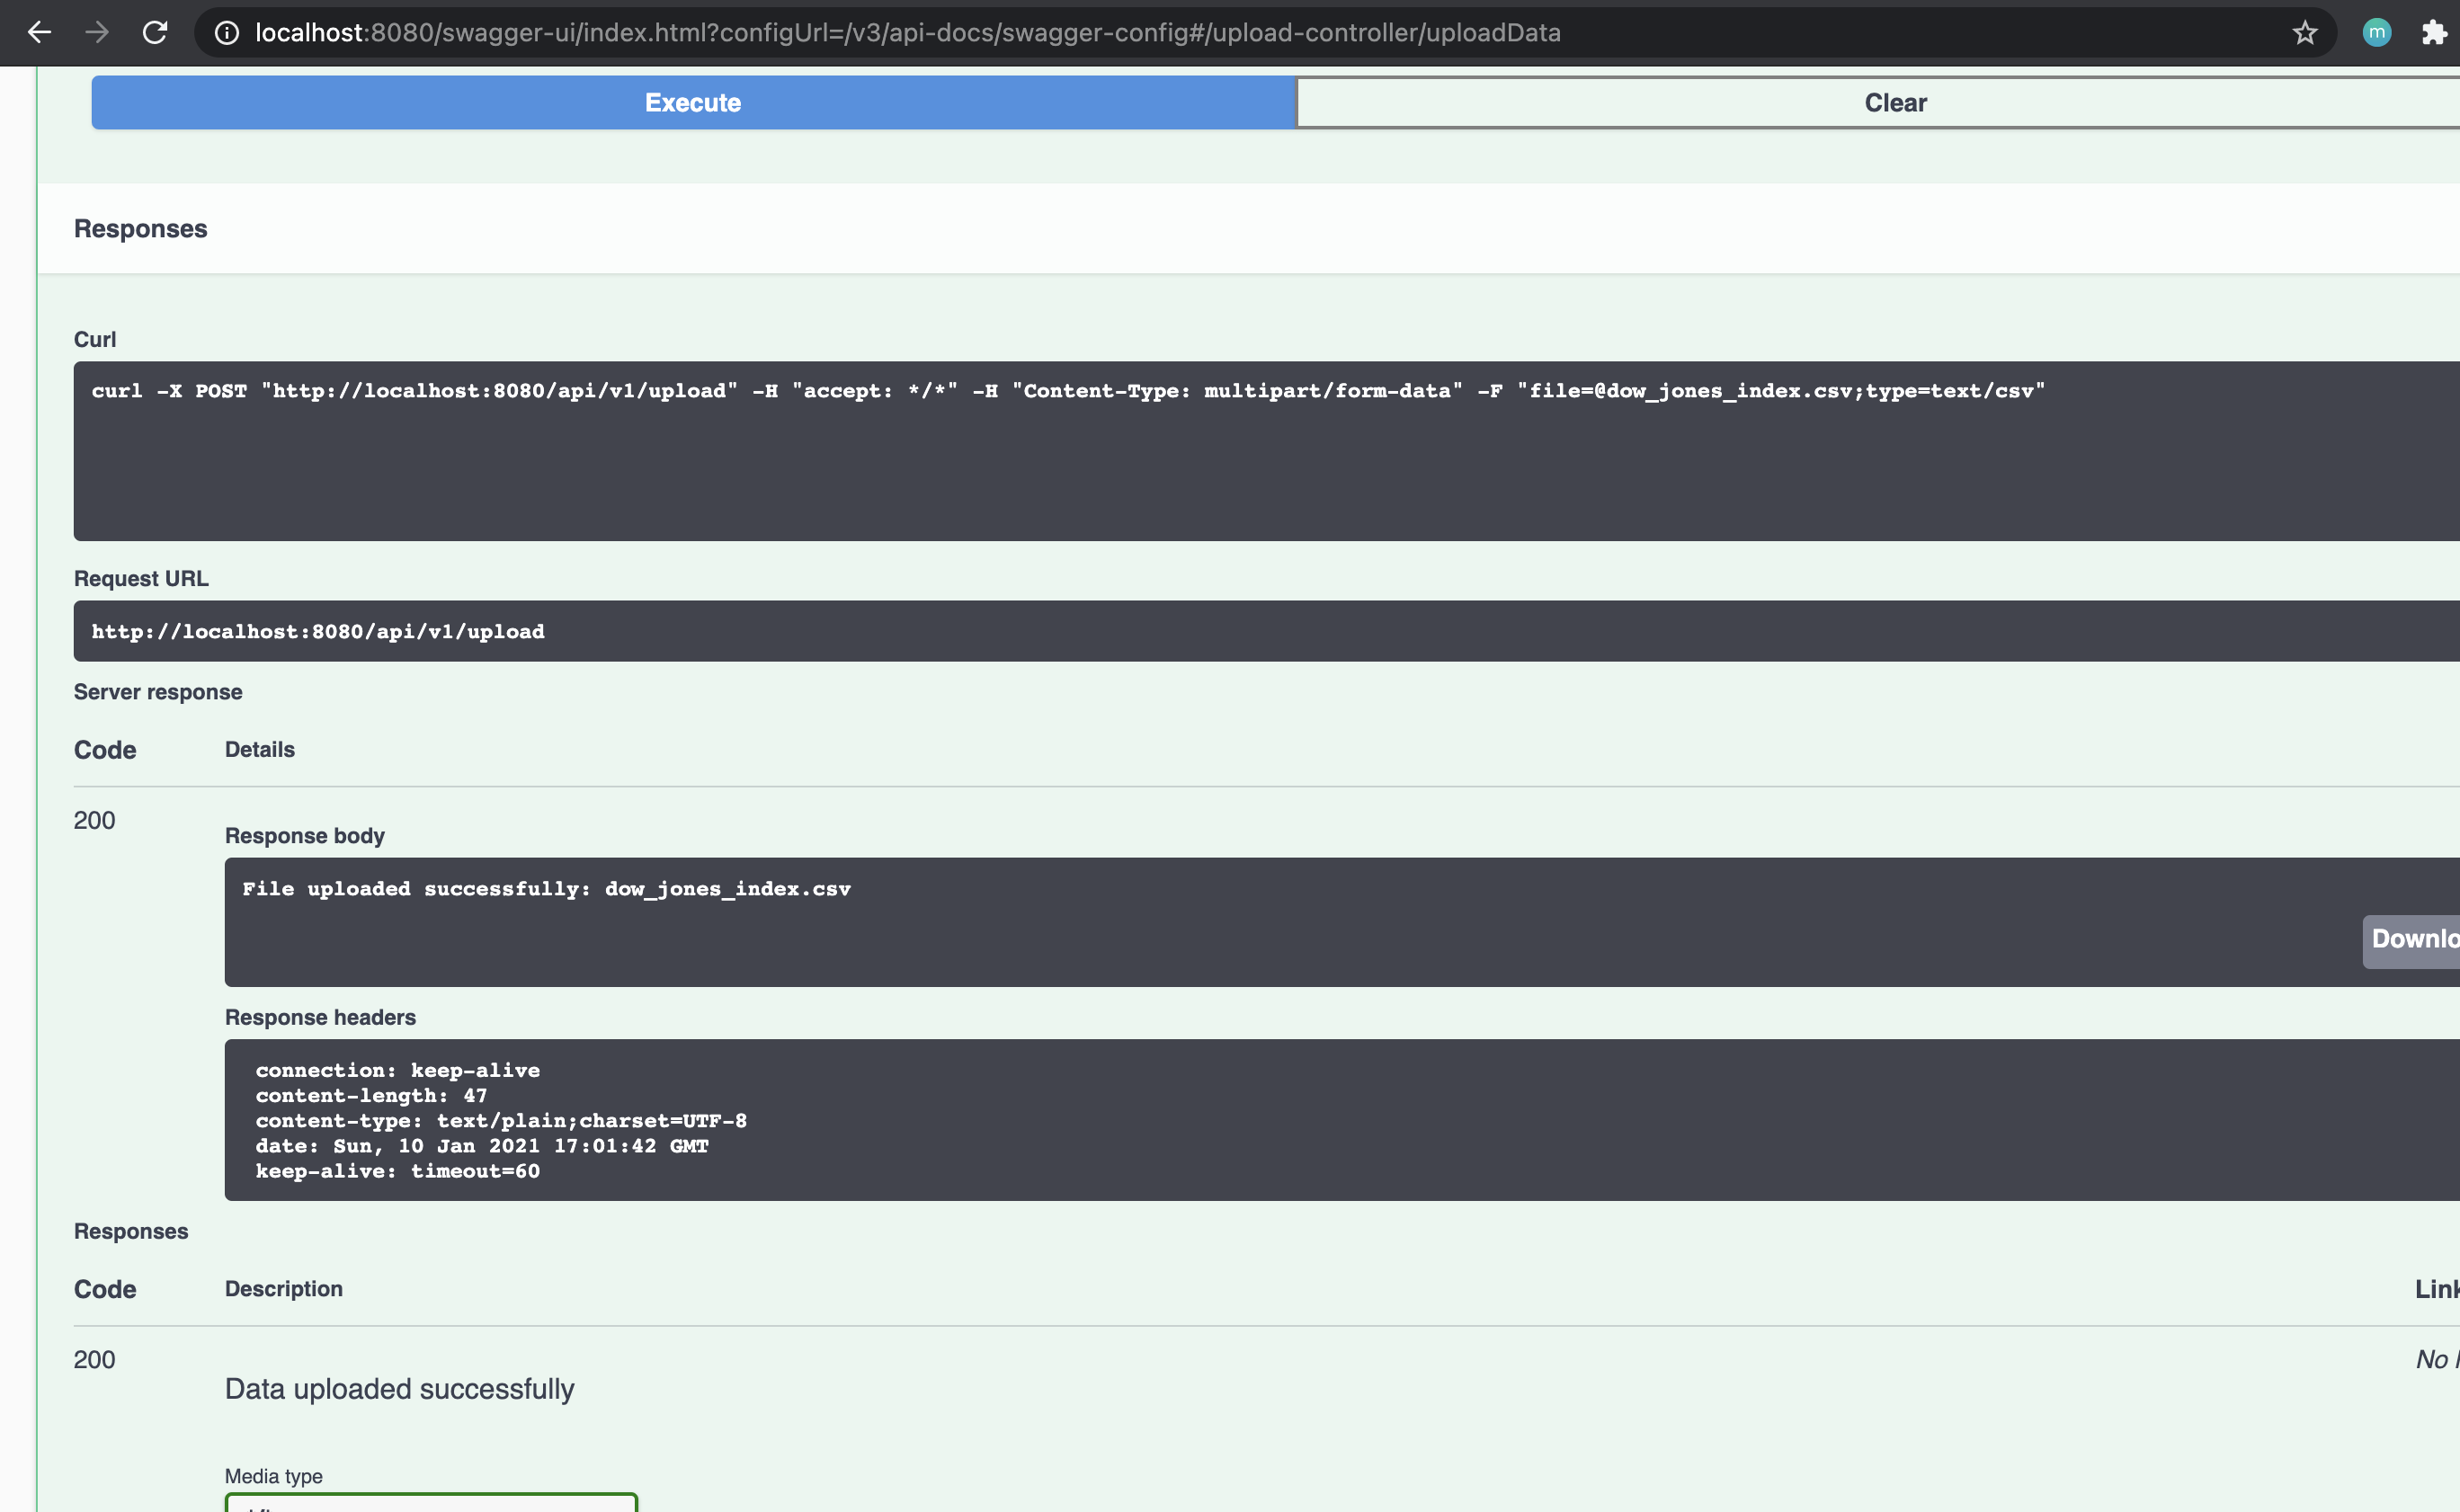 localhost:8080/swagger-ui/index.html?configUrl=/v3/api-docs/swagger-config#/upload-controller/uploadData
m
Execute
Clear
Responses
Curl
curl -X POST "http://localhost:8080/api/v1/upload" -H "accept: */*" -H "Content-Type: multipart/form-data" -F "file=@dow_jones_index.csv;type=text/csv"
Request URL
http://localhost:8080/api/v1/upload
Server response
Code
Details
200
Response body
File uploaded successfully: dow_jones_index.csv
Downlo
Response headers
connection: keep-alive
content-length: 47
content-type: text/plain;charset=UTF-8
date: Sun, 10 Jan 2021 17:01:42 GMT
keep-alive: timeout=60
Responses
Code
Description
Link
200
No
Data uploaded successfully
Media type